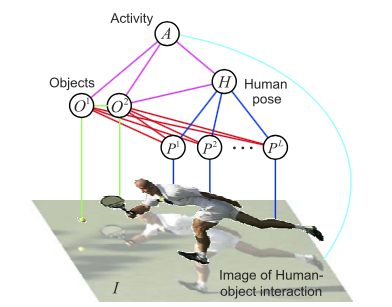 Activity
A
Objects
H
Human
pose
O¹
O²
P¹
P²
...
Pᴸ
I
Image of Human-
object interaction